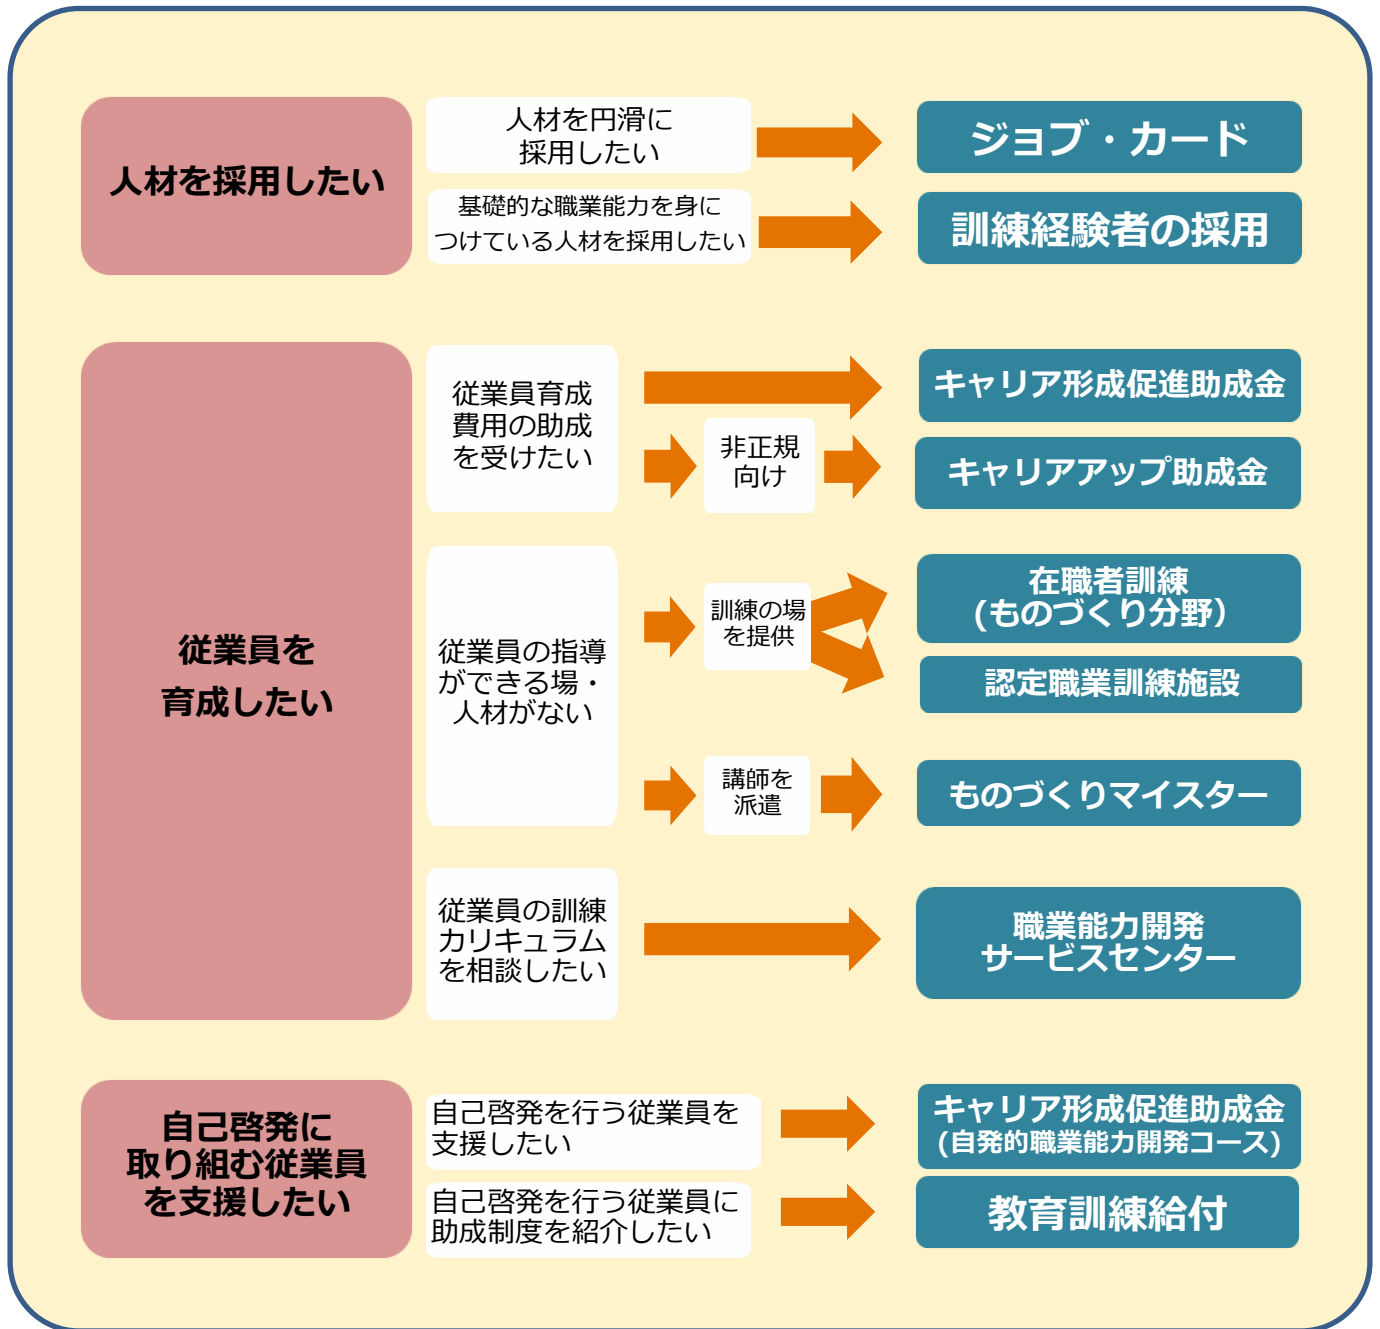 人材を採用したい
人材を円滑に
採用したい
ジョブ・カード
基礎的な職業能力を身に
つけている人材を採用したい
訓練経験者の採用
従業員を
育成したい
従業員育成
費用の助成
を受けたい
キャリア形成促進助成金
非正規
向け
キャリアアップ助成金
従業員の指導
ができる場・
人材がない
訓練の場
を提供
在職者訓練
(ものづくり分野）
認定職業訓練施設
講師を
派遣
ものづくりマイスター
従業員の訓練
カリキュラム
を相談したい
職業能力開発
サービスセンター
自己啓発に
取り組む従業員
を支援したい
自己啓発を行う従業員を
支援したい
キャリア形成促進助成金
(自発的職業能力開発コース)
自己啓発を行う従業員に
助成制度を紹介したい
教育訓練給付